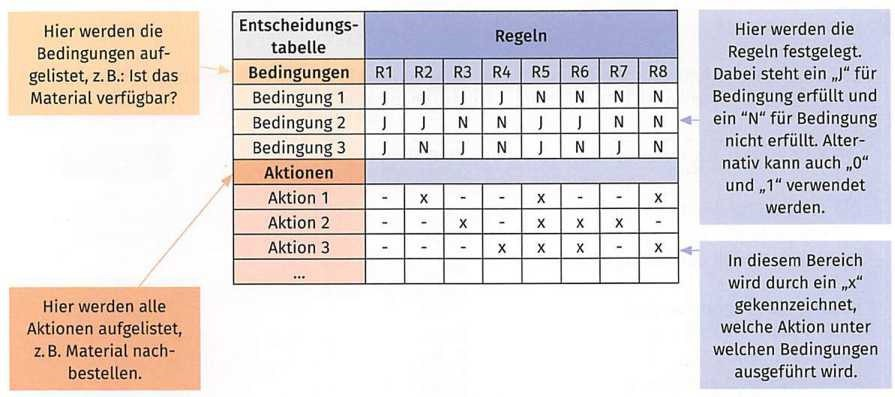 Hier werden die
Bedingungen auf-
gelistet, z. B.: Ist das
Material verfügbar?
Hier werden alle
Aktionen aufgelistet,
z. B. Material nach-
bestellen.
Entscheidungs-
tabelle
Regeln
Bedingungen R1 R2 R3 R4 R5 R6 R7 R8
Bedingung 1 J J J J N N N N
Bedingung 2 J J N N J J N N
Bedingung 3 J N J N J N J N
Aktionen
Aktion 1 - x - - x - - x
Aktion 2 - - x - x x x -
Aktion 3 - - - x x x - x
...
Hier werden die
Regeln festgelegt.
Dabei steht ein „J“ für
Bedingung erfüllt und
ein “N“ für Bedingung
nicht erfüllt. Alter-
nativ kann auch „0“
und „1“ verwendet
werden.
In diesem Bereich
wird durch ein „x“
gekennzeichnet,
welche Aktion unter
welchen Bedingungen
ausgeführt wird.